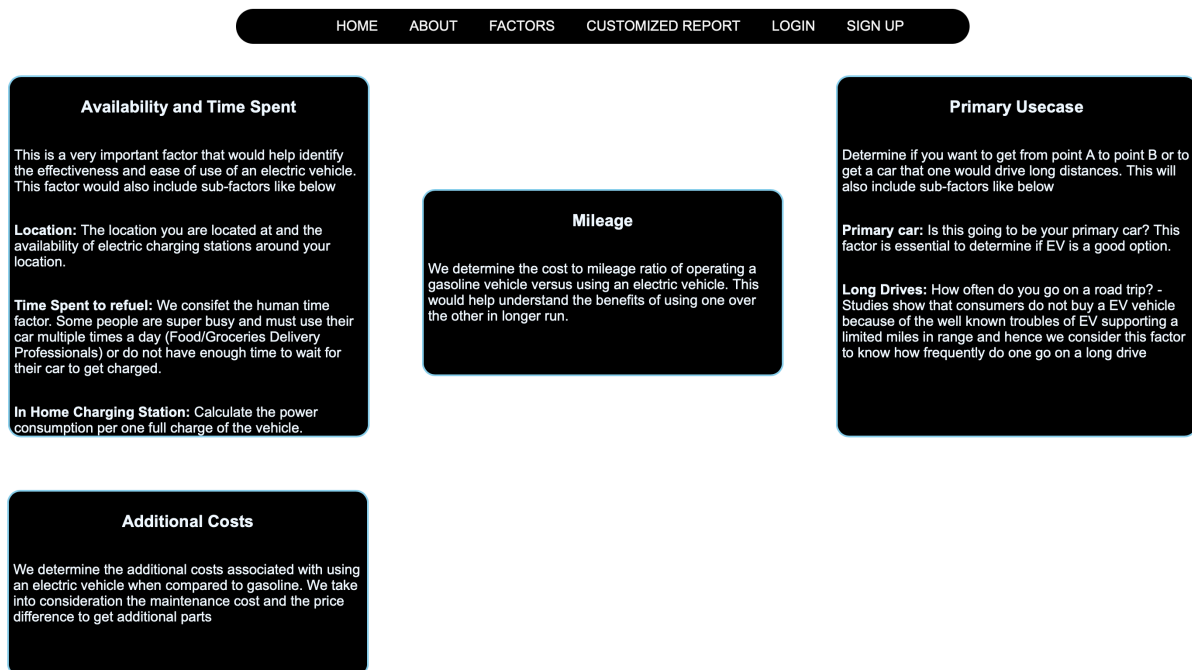 HOME ABOUT FACTORS CUSTOMIZED REPORT LOGIN SIGN UP
Availability and Time Spent
This is a very important factor that would help identify
the effectiveness and ease of use of an electric vehicle.
This factor would also include sub-factors like below
Location: The location you are located at and the
availability of electric charging stations around your
location.
Time Spent to refuel: We consifet the human time
factor. Some people are super busy and must use their
car multiple times a day (Food/Groceries Delivery
Professionals) or do not have enough time to wait for
their car to get charged.
In Home Charging Station: Calculate the power
consumption per one full charge of the vehicle.
Mileage
We determine the cost to mileage ratio of operating a
gasoline vehicle versus using an electric vehicle. This
would help understand the benefits of using one over
the other in longer run.
Primary Usecase
Determine if you want to get from point A to point B or to
get a car that one would drive long distances. This will
also include sub-factors like below
Primary car: Is this going to be your primary car? This
factor is essential to determine if EV is a good option.
Long Drives: How often do you go on a road trip? -
Studies show that consumers do not buy a EV vehicle
because of the well known troubles of EV supporting a
limited miles in range and hence we consider this factor
to know how frequently do one go on a long drive
Additional Costs
We determine the additional costs associated with using
an electric vehicle when compared to gasoline. We take
into consideration the maintenance cost and the price
difference to get additional parts